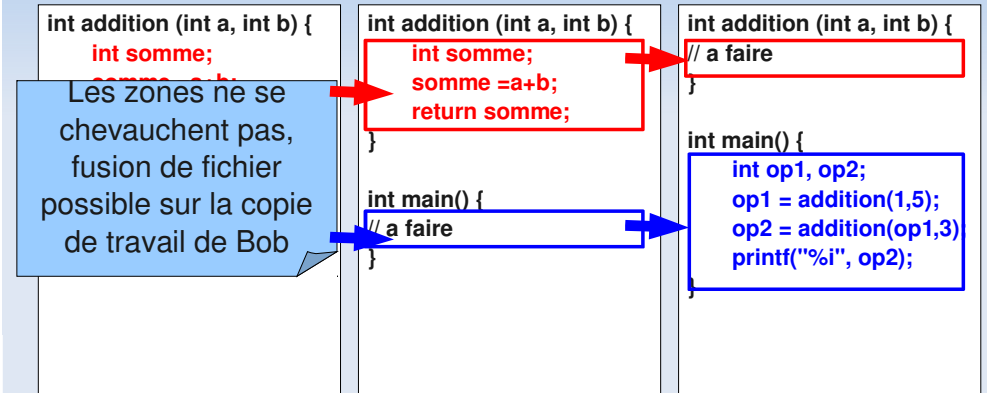 int addition (int a, int b) {
int somme;
somme =a+b;
Les zones ne se
chevauchent pas,
fusion de fichier
possible sur la copie
de travail de Bob
int addition (int a, int b) {
int somme;
somme =a+b;
return somme;
}
int main() {
// a faire
}
int addition (int a, int b) {
// a faire
}
int main() {
int op1, op2;
op1 = addition(1,5);
op2 = addition(op1,3)
printf("%i", op2);
}